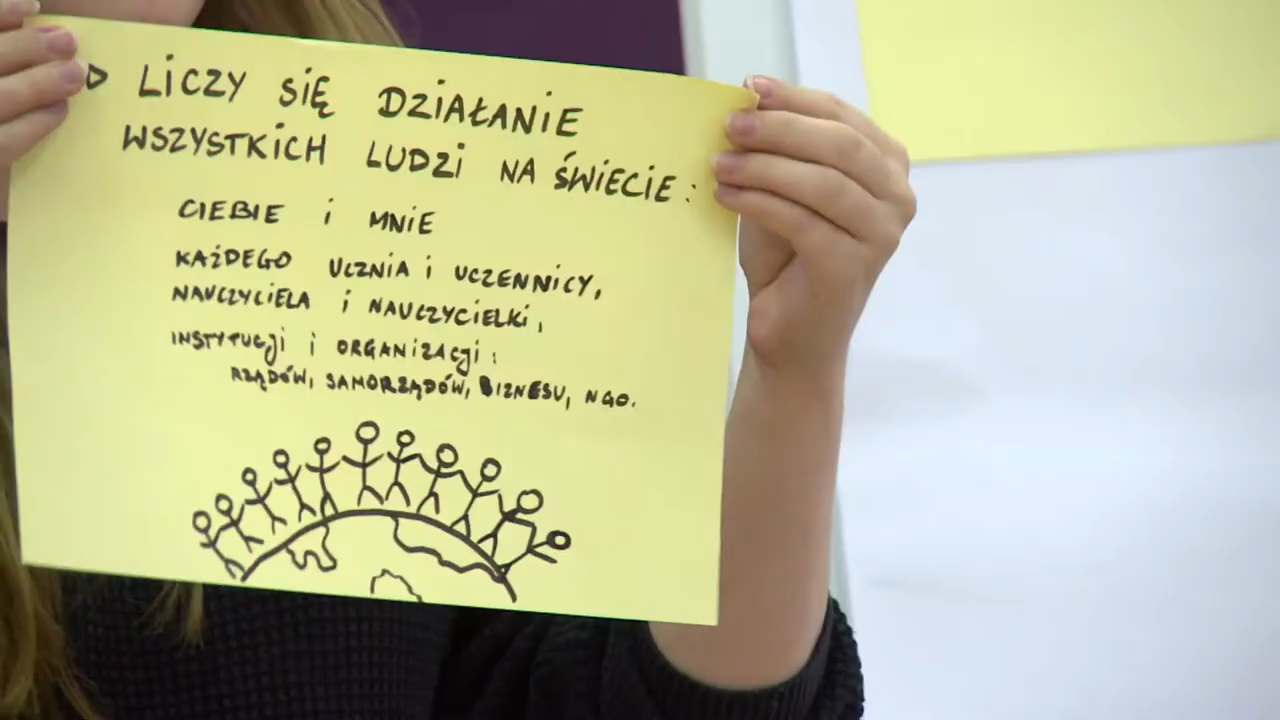 ▷ LICZY SIĘ DZIAŁANIE
WSZYSTKICH LUDZI NA ŚWIECIE:
CIEBIE i MNIE
KAŻDEGO UCZNIA i UCZENNICY,
NAUCZYCIELA i NAUCZYCIELKI,
INSTYTUCJI i ORGANIZACJI:
RZĄDÓW, SAMORZĄDÓW, BIZNESU, NGO.